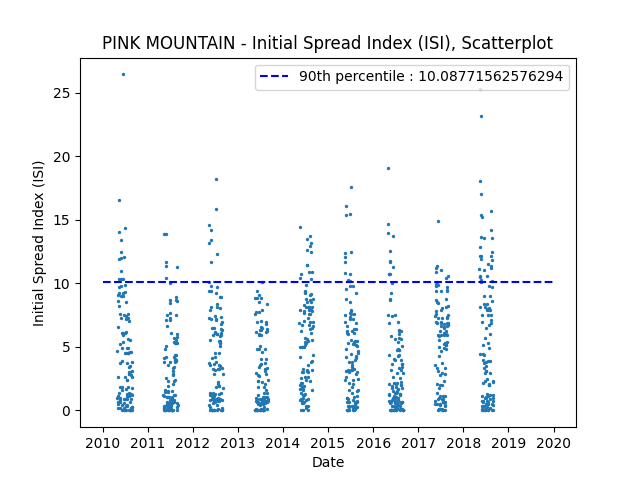 PINK MOUNTAIN - Initial Spread Index (ISI), Scatterplot
90th percentile : 10.08771562576294
25
20
15
10
5
0
Initial Spread Index (ISI)
2010 2011 2012 2013 2014 2015 2016 2017 2018 2019 2020
Date